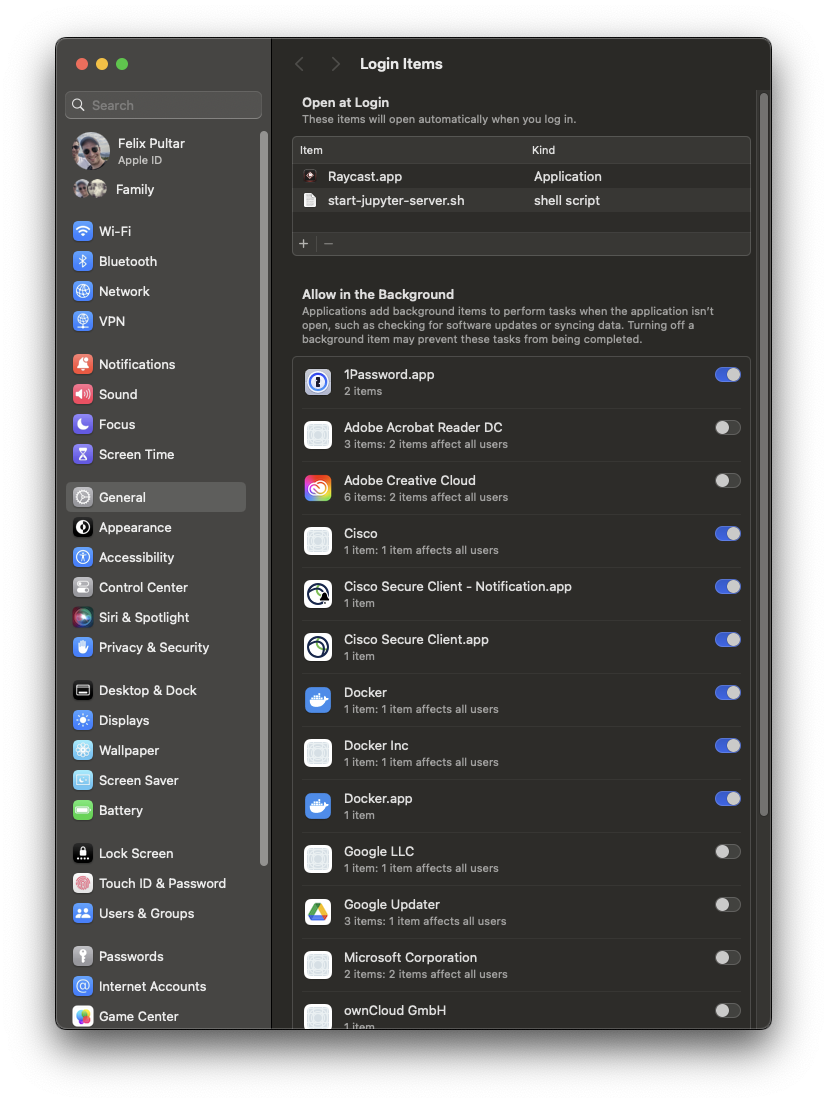 Search
Felix Pultar
Apple ID
Family
Wi-Fi
Bluetooth
Network
VPN
Notifications
Sound
Focus
Screen Time
General
Appearance
Accessibility
Control Center
Siri & Spotlight
Privacy & Security
Desktop & Dock
Displays
Wallpaper
Screen Saver
Battery
Lock Screen
Touch ID & Password
Users & Groups
Passwords
Internet Accounts
Game Center
Login Items
Open at Login
These items will open automatically when you log in.
Item Kind
Raycast.app Application
start-jupyter-server.sh shell script
Allow in the Background
Applications add background items to perform tasks when the application isn't
open, such as checking for software updates or syncing data. Turning off a
background item may prevent these tasks from being completed.
1Password.app
2 items
Adobe Acrobat Reader DC
3 items: 2 items affect all users
Adobe Creative Cloud
6 items: 2 items affect all users
Cisco
1 item: 1 item affects all users
Cisco Secure Client - Notification.app
1 item
Cisco Secure Client.app
1 item
Docker
1 item: 1 item affects all users
Docker Inc
1 item: 1 item affects all users
Docker.app
1 item
Google LLC
1 item: 1 item affects all users
Google Updater
3 items: 1 item affects all users
Microsoft Corporation
2 items: 2 items affect all users
ownCloud GmbH
1 item